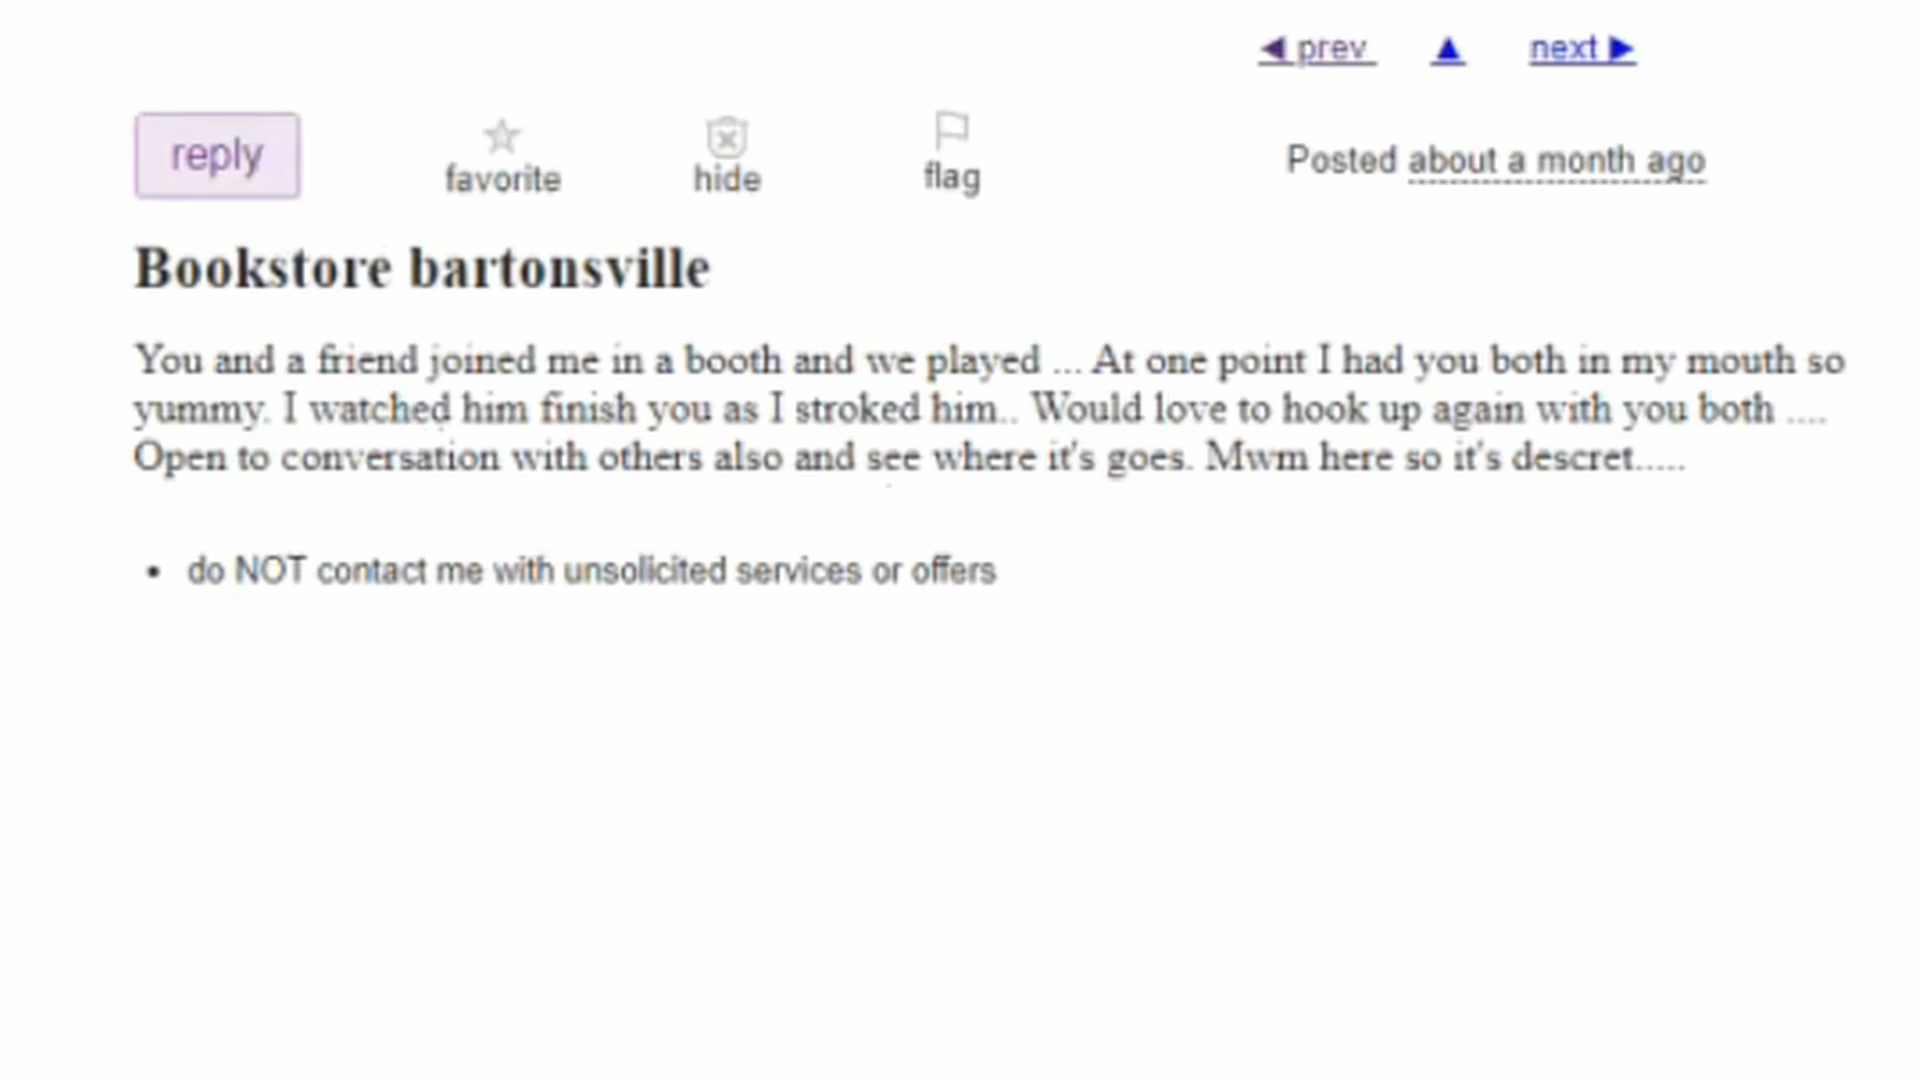 ◀ prev ▲ next ▶
reply favorite hide flag Posted about a month ago
Bookstore bartonsville
You and a friend joined me in a booth and we played ... At one point I had you both in my mouth so
yummy. I watched him finish you as I stroked him.. Would love to hook up again with you both ....
Open to conversation with others also and see where it's goes. Mwm here so it's descret.....
• do NOT contact me with unsolicited services or offers